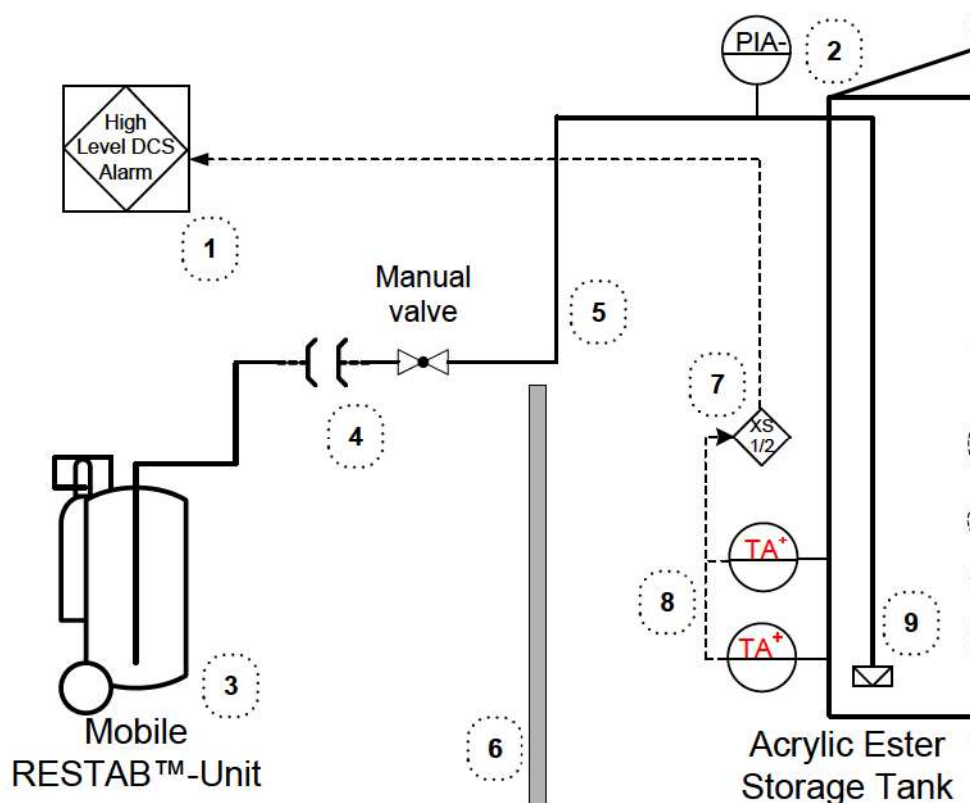 PIA-
2
High
Level DCS
Alarm
1
Manual
valve
5
7
4
XS
1/2
TA+
8
9
TA+
3
6
Mobile
RESTAB™-Unit
Acrylic Ester
Storage Tank